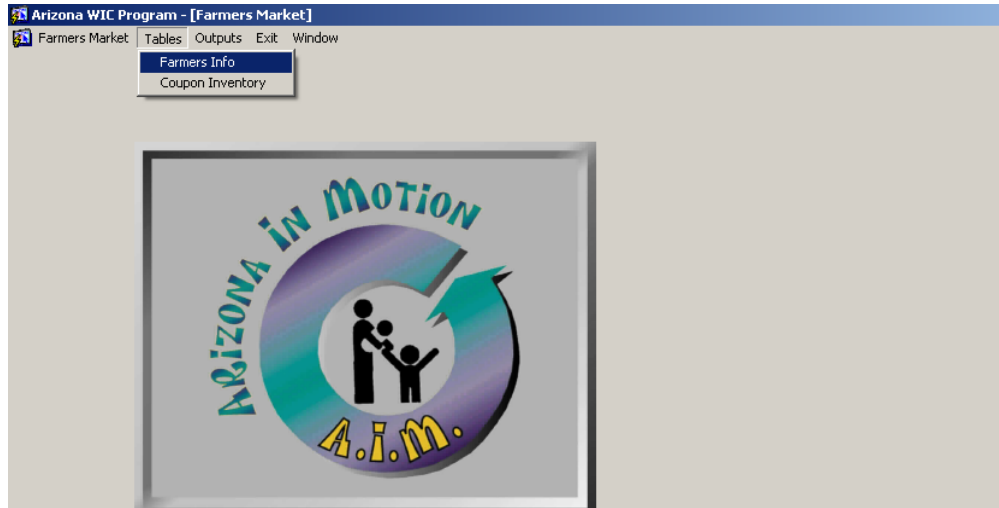 Arizona WIC Program - [Farmers Market]
Farmers Market Tables Outputs Exit Window
Farmers Info
Coupon Inventory
ARiZONA iN MOTiON
A.i.M.